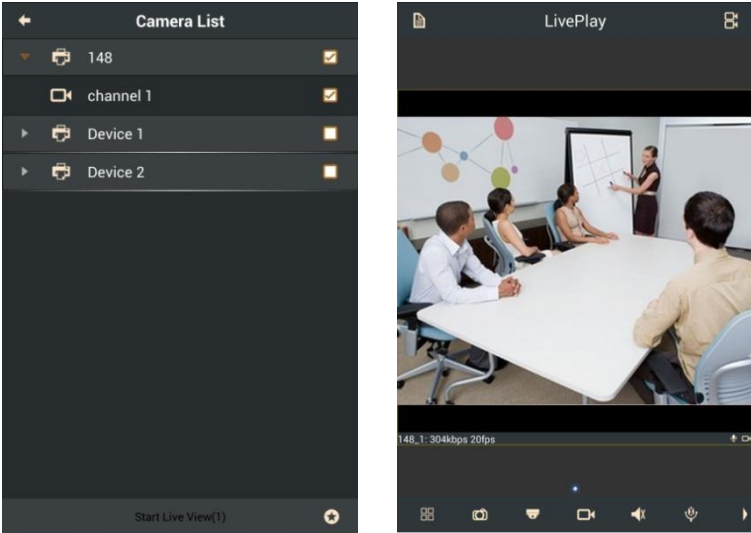 Camera List
148
channel 1
Device 1
Device 2
Start Live View(1)
LivePlay
148_1: 304kbps 20fps